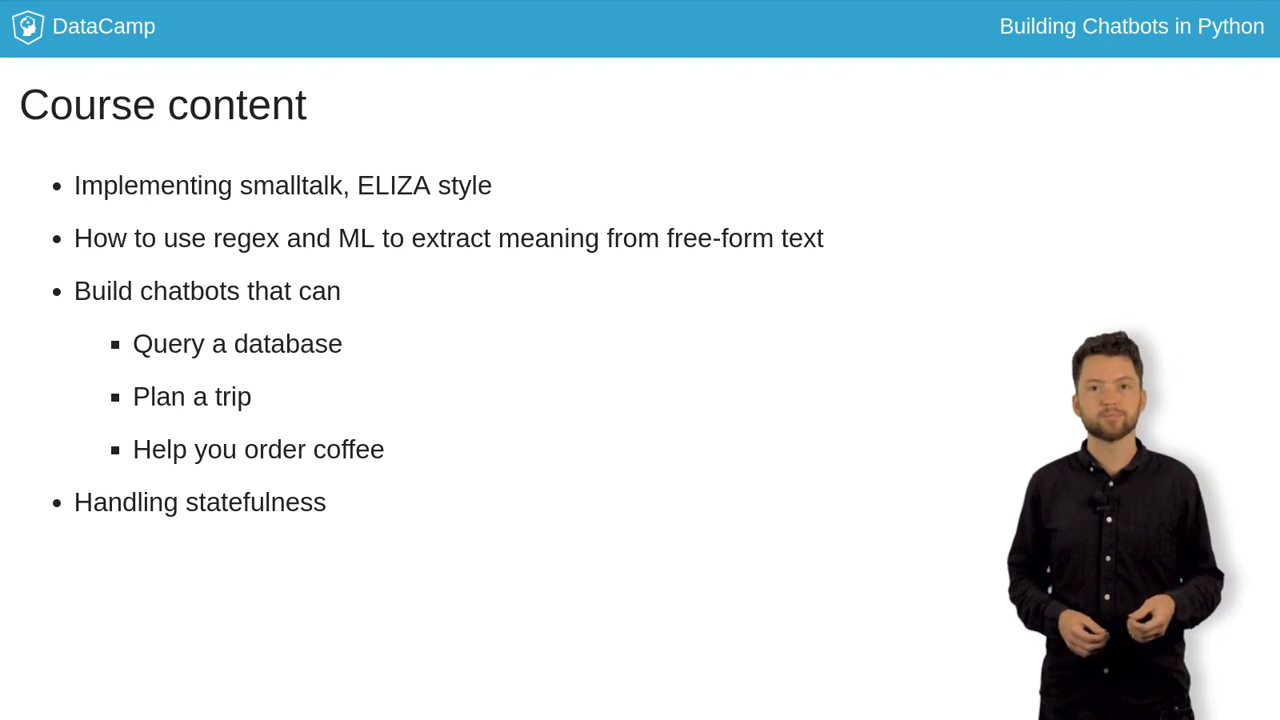 DataCamp
Building Chatbots in Python
Course content
Implementing smalltalk, ELIZA style
How to use regex and ML to extract meaning from free-form text
Build chatbots that can
Query a database
Plan a trip
Help you order coffee
Handling statefulness